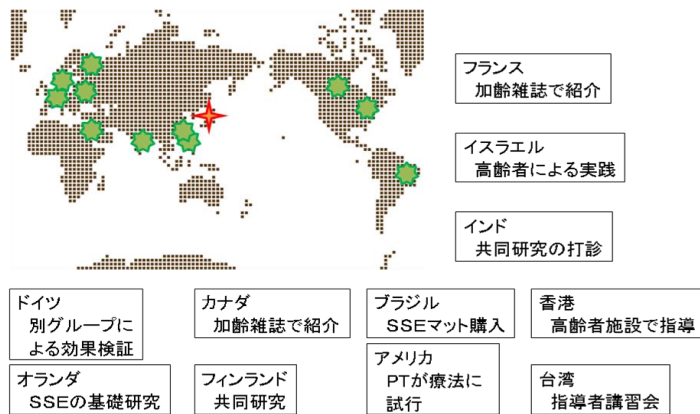 フランス
加齢雑誌で紹介
イスラエル
高齢者による実践
インド
共同研究の打診
ドイツ
別グループに
よる効果検証
カナダ
加齢雑誌で紹介
ブラジル
SSEマット購入
香港
高齢者施設で指導
オランダ
SSEの基礎研究
フィンランド
共同研究
アメリカ
PTが療法に
試行
台湾
指導者講習会